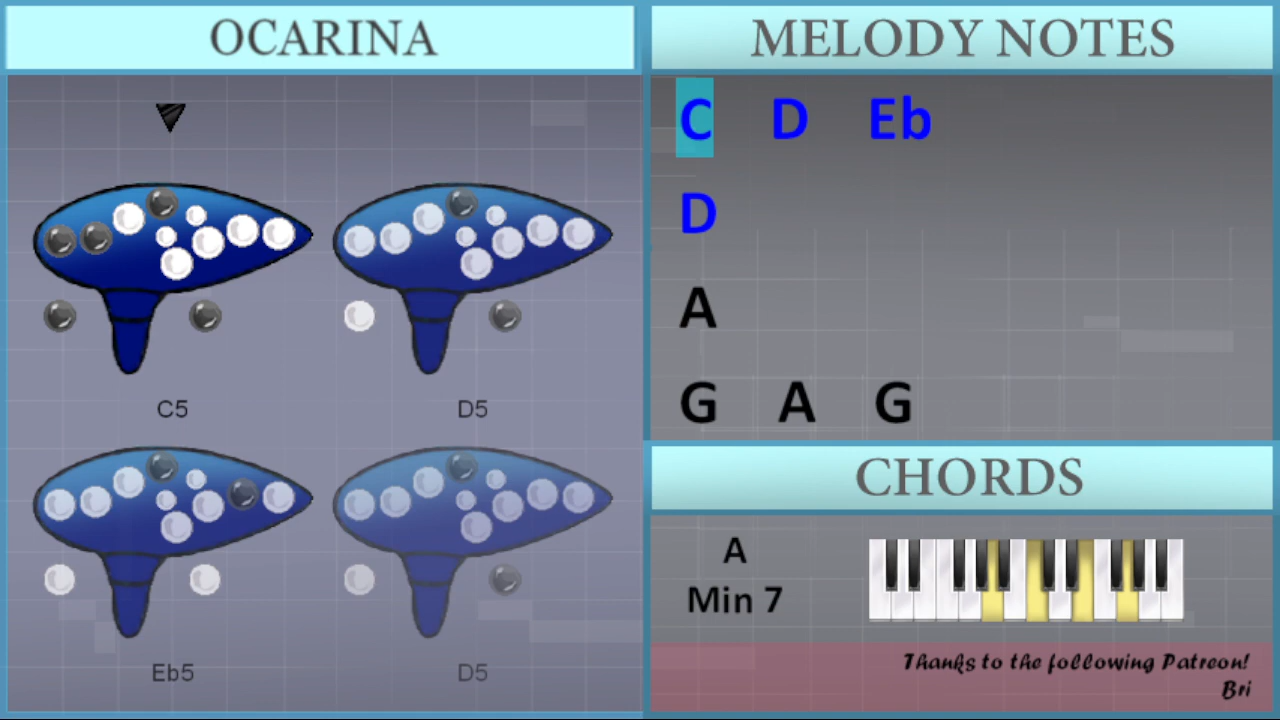 OCARINA
C5
D5
Eb5
D5
MELODY NOTES
C D Eb
D
A
G A G
CHORDS
A
Min 7
Thanks to the following Patreon!
Bri